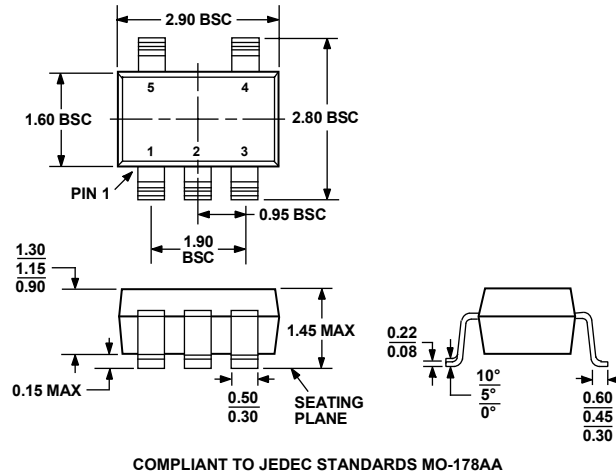 2.90 BSC
5
4
1.60 BSC
2.80 BSC
1
2
3
PIN 1
0.95 BSC
1.90
BSC
1.30
1.15
0.90
1.45 MAX
0.22
0.08
0.15 MAX
0.50
0.30
SEATING
PLANE
10°
5°
0°
0.60
0.45
0.30
COMPLIANT TO JEDEC STANDARDS MO-178AA